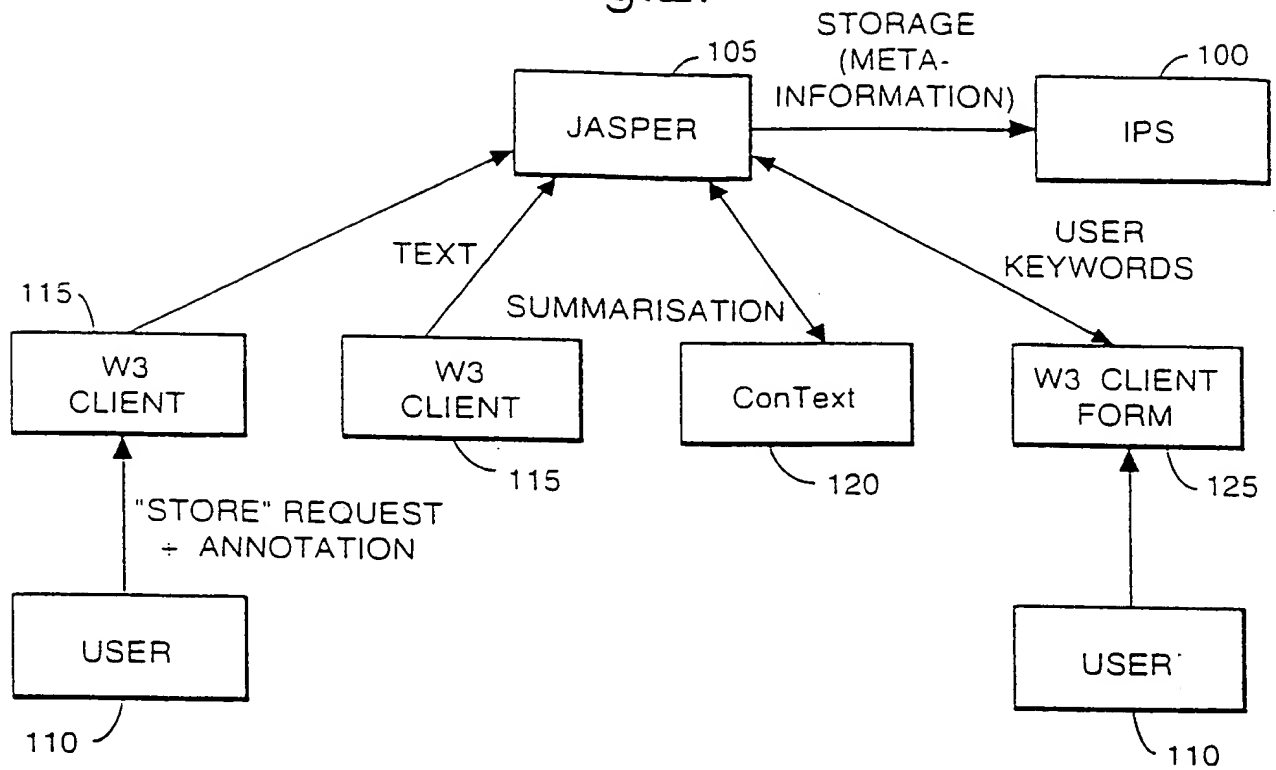 STORAGE
(META-
INFORMATION)
105
100
JASPER
IPS
TEXT
USER
KEYWORDS
SUMMARISATION
115
W3
CLIENT
W3
CLIENT
ConText
W3 CLIENT
FORM
115
120
125
"STORE" REQUEST
÷ ANNOTATION
USER
USER
110
110